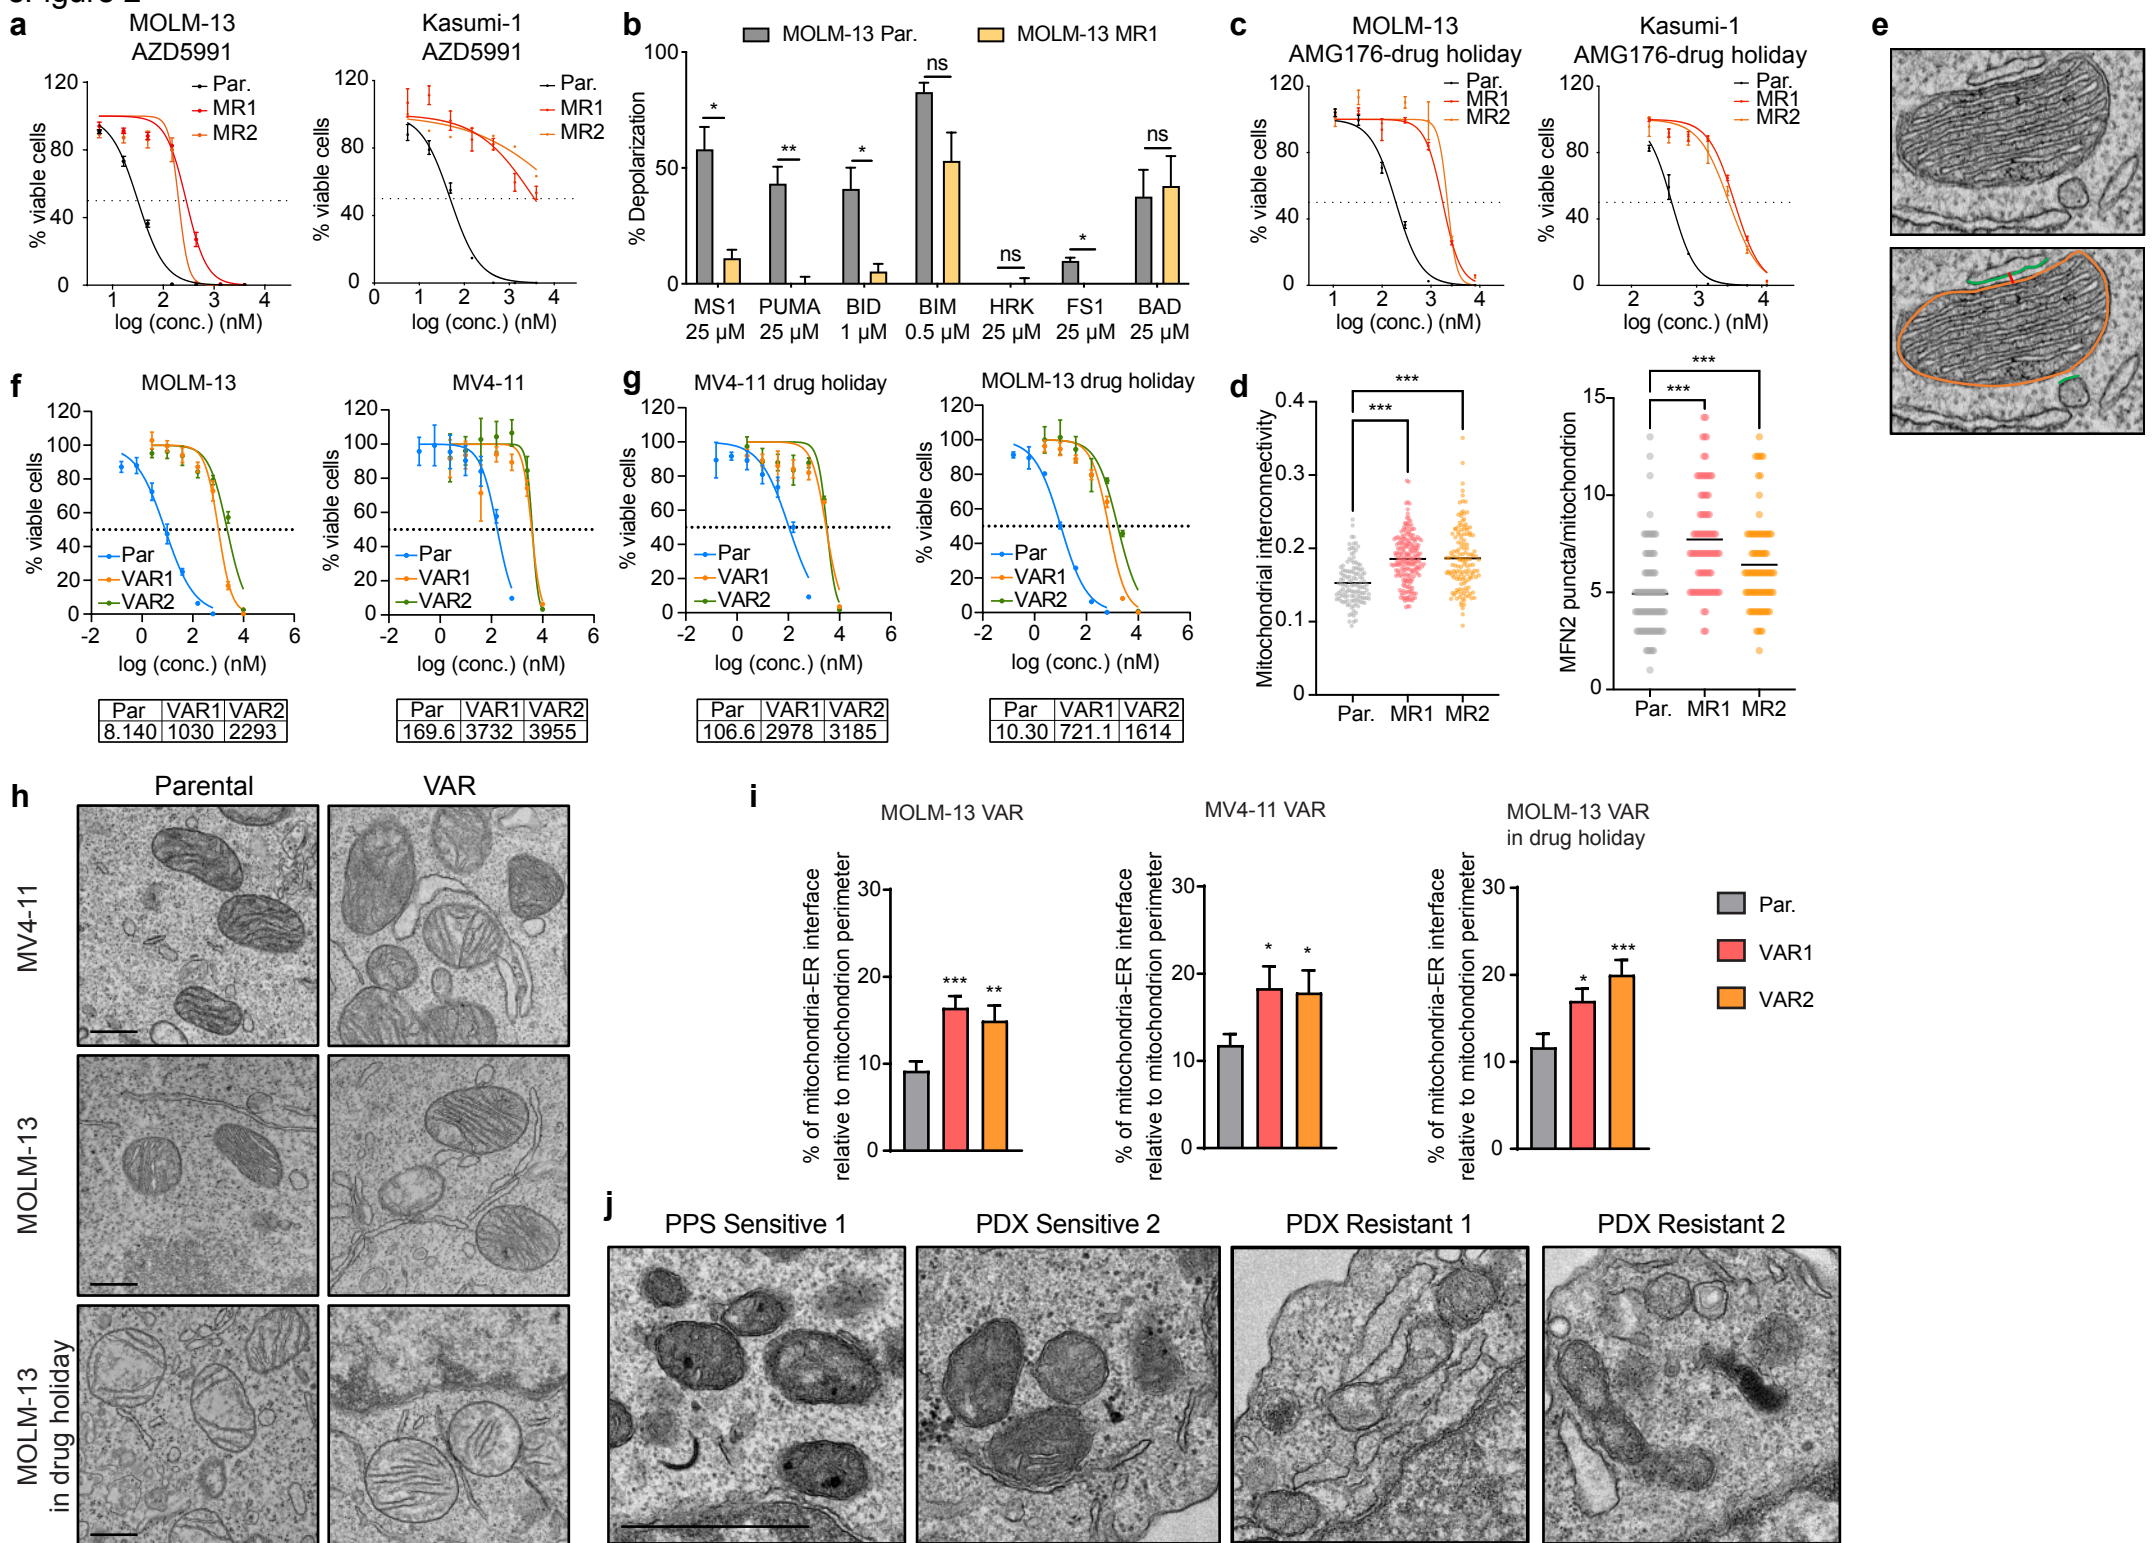 a
MOLM-13
AZD5991
% viable cells
120
80
40
0
1 2 3 4
log (conc.) (nM)
Par.
MR1
MR2
Kasumi-1
AZD5991
% viable cells
120
80
40
0
0 1 2 3 4
log (conc.) (nM)
Par.
MR1
MR2
b
MOLM-13 Par.
MOLM-13 MR1
% Depolarization
100
50
0
* ** * ns ns * ns
MS1 PUMA BID BIM HRK FS1 BAD
25 µM 25 µM 1 µM 0.5 µM 25 µM 25 µM 25 µM
c
MOLM-13
AMG176-drug holiday
% viable cells
120
80
40
0
1 2 3 4
log (conc.) (nM)
Par.
MR1
MR2
Kasumi-1
AMG176-drug holiday
% viable cells
120
80
40
0
2 3 4
log (conc.) (nM)
Par.
MR1
MR2
e
f
MOLM-13
% viable cells
120
100
80
60
40
20
0
-2 0 2 4 6
log (conc.) (nM)
Par
VAR1
VAR2
Par VAR1 VAR2
8.140 1030 2293
MV4-11
% viable cells
120
100
80
60
40
20
0
-2 0 2 4 6
log (conc.) (nM)
Par
VAR1
VAR2
Par VAR1 VAR2
169.6 3732 3955
g
MV4-11 drug holiday
% viable cells
120
100
80
60
40
20
0
-2 0 2 4 6
log (conc.) (nM)
Par
VAR1
VAR2
Par VAR1 VAR2
106.6 2978 3185
MOLM-13 drug holiday
% viable cells
120
100
80
60
40
20
0
-2 0 2 4 6
log (conc.) (nM)
Par
VAR1
VAR2
Par VAR1 VAR2
10.30 721.1 1614
d
Mitochondrial interconnectivity
0.4
0.3
0.2
0.1
0
***
***
Par. MR1 MR2
MFN2 puncta/mitochondrion
15
10
5
0
***
***
Par. MR1 MR2
h
Parental VAR
MV4-11
MOLM-13
MOLM-13
in drug holiday
i
MOLM-13 VAR
% of mitochondria-ER interface
relative to mitochondrion perimeter
30
20
10
0
*** **
MV4-11 VAR
% of mitochondria-ER interface
relative to mitochondrion perimeter
30
20
10
0
* *
MOLM-13 VAR
in drug holiday
% of mitochondria-ER interface
relative to mitochondrion perimeter
30
20
10
0
* ***
Par.
VAR1
VAR2
j
PPS Sensitive 1 PDX Sensitive 2 PDX Resistant 1 PDX Resistant 2